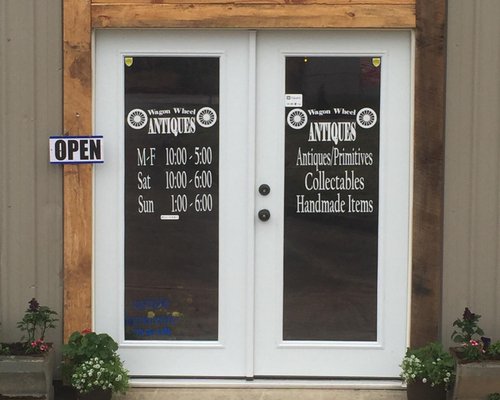 OPEN
Wagon Wheel
ANTIQUES
M-F 10:00-5:00
Sat 10:00-6:00
Sun 1:00-6:00
Wagon Wheel
ANTIQUES
Antiques/Primitives
Collectables
Handmade Items